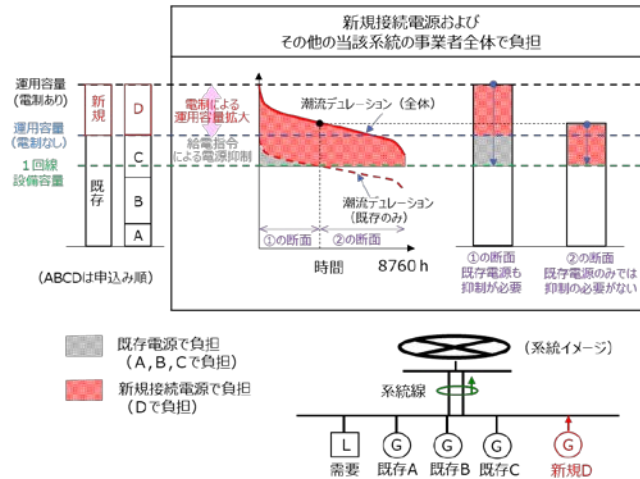 新規接続電源および
その他の当該系統の事業者全体で負担
運用容量
(電制あり)
運用容量
(電制なし)
1回線
設備容量
新規
既存
D
C
B
A
(ABCDは申込み順)
電制による
運用容量拡大
給電指令
による電源抑制
潮流デュレーション(全体)
潮流デュレーション
(既存のみ)
①の断面
②の断面
時間
8760 h
①の断面
既存電源も
抑制が必要
②の断面
既存電源のみでは
抑制の必要がない
既存電源で負担
(A,B,Cで負担)
新規接続電源で負担
(Dで負担)
(系統イメージ)
系統線
L
G
G
G
G
需要
既存A
既存B
既存C
新規D